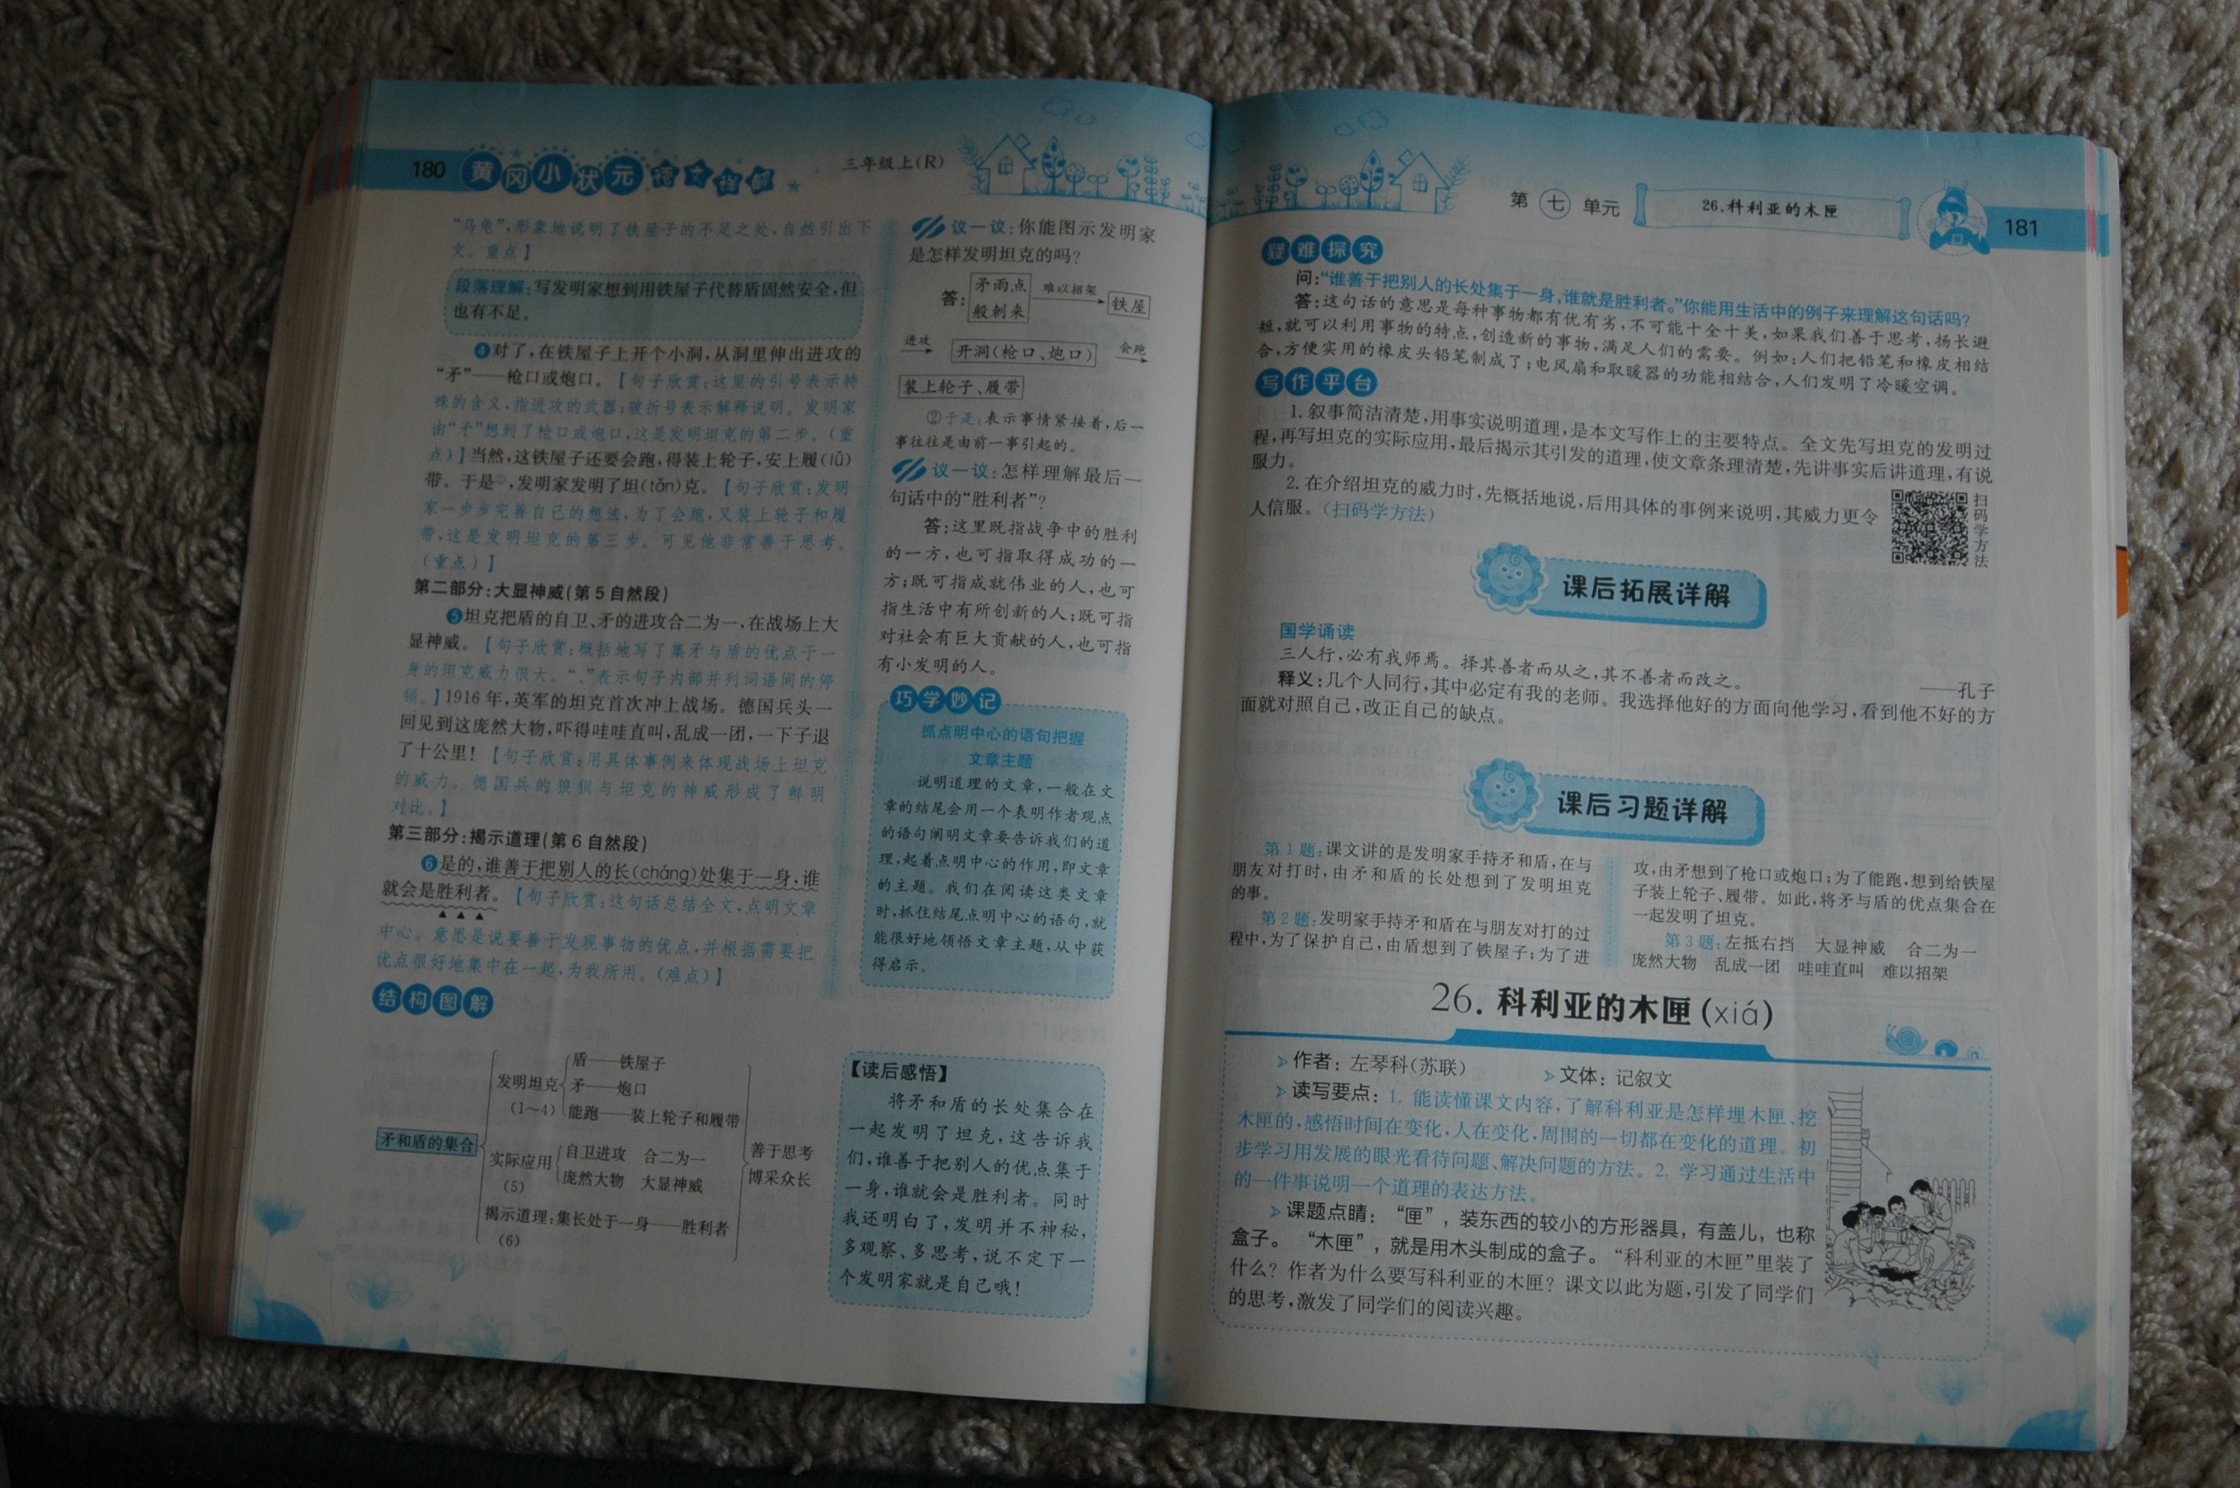 180 黄冈小状元 语文详解 三年级上(R)
“乌龟”,形象地说明了铁屋子的不足之处,自然引出下
文。重点】
段落理解:写发明家想到用铁屋子代替盾固然安全,但
也有不足。
❹对了,在铁屋子上开个小洞,从洞里伸出进攻的
“矛”——枪口或炮口。【句子欣赏:这里的引号表示特
殊的含义,指进攻的武器;破折号表示解释说明。发明家
由“矛”想到了枪口或炮口,这是发明坦克的第二步。(重
点)】当然,这铁屋子还要会跑,得装上轮子,安上履(lǚ)
带。于是②,发明家发明了坦(tǎn)克。【句子欣赏:发明
家一步步完善自己的想法,为了会跑,又装上轮子和履
带,这是发明坦克的第三步。可见他非常善于思考。
(重点)】
第二部分:大显神威(第5自然段)
❺坦克把盾的自卫、矛的进攻合二为一,在战场上大
显神威。【句子欣赏:概括地写了集矛与盾的优点于一
身的坦克威力很大。“、”表示句子内部并列词语间的停
顿。】1916年,英军的坦克首次冲上战场。德国兵头一
回见到这庞然大物,吓得哇哇直叫,乱成一团,一下子退
了十公里!【句子欣赏:用具体事例来体现战场上坦克
的威力。德国兵的狼狈与坦克的神威形成了鲜明
对比。】
第三部分:揭示道理(第6自然段)
❻是的,谁善于把别人的长(cháng)处集于一身,谁
就会是胜利者。【句子欣赏:这句话总结全文,点明文章
中心。意思是说要善于发现事物的优点,并根据需要把
优点很好地集中在一起,为我所用。(难点)】
结构图解
矛和盾的集合
发明坦克
(1~4)
盾——铁屋子
矛——炮口
能跑——装上轮子和履带
实际应用
(5)
自卫进攻 合二为一
庞然大物 大显神威
善于思考
博采众长
揭示道理:集长处于一身——胜利者
(6)
议一议:你能图示发明家
是怎样发明坦克的吗?
答:
矛雨点
般刺来
难以招架
铁屋
进攻
开洞(枪口、炮口)
会跑
装上轮子、履带
②于是:表示事情紧接着,后一
事往往是由前一事引起的。
议一议:怎样理解最后一
句话中的“胜利者”?
答:这里既指战争中的胜利
的一方,也可指取得成功的一
方;既可指成就伟业的人,也可
指生活中有所创新的人;既可指
对社会有巨大贡献的人,也可指
有小发明的人。
巧学妙记
抓点明中心的语句把握
文章主题
说明道理的文章,一般在文
章的结尾会用一个表明作者观点
的语句阐明文章要告诉我们的道
理,起着点明中心的作用,即文章
的主题。我们在阅读这类文章
时,抓住结尾点明中心的语句,就
能很好地领悟文章主题,从中获
得启示。
【读后感悟】
将矛和盾的长处集合在
一起发明了坦克,这告诉我
们,谁善于把别人的优点集于
一身,谁就会是胜利者。同时
我还明白了,发明并不神秘,
多观察、多思考,说不定下一
个发明家就是自己哦!
第七单元 26.科利亚的木匣 181
疑难探究
问:“谁善于把别人的长处集于一身,谁就是胜利者。”你能用生活中的例子来理解这句话吗?
答:这句话的意思是每种事物都有优有劣,不可能十全十美,如果我们善于思考,扬长避
短,就可以利用事物的特点,创造新的事物,满足人们的需要。例如:人们把铅笔和橡皮相结
合,方便实用的橡皮头铅笔制成了;电风扇和取暖器的功能相结合,人们发明了冷暖空调。
写作平台
1.叙事简洁清楚,用事实说明道理,是本文写作上的主要特点。全文先写坦克的发明过
程,再写坦克的实际应用,最后揭示其引发的道理,使文章条理清楚,先讲事实后讲道理,有说
服力。
2.在介绍坦克的威力时,先概括地说,后用具体的事例来说明,其威力更令
人信服。(扫码学方法)
扫码学方法
课后拓展详解
国学诵读
三人行,必有我师焉。择其善者而从之,其不善者而改之。 ——孔子
释义:几个人同行,其中必定有我的老师。我选择他好的方面向他学习,看到他不好的方
面就对照自己,改正自己的缺点。
课后习题详解
第1题:课文讲的是发明家手持矛和盾,在与
朋友对打时,由矛和盾的长处想到了发明坦克
的事。
第2题:发明家手持矛和盾在与朋友对打的过
程中,为了保护自己,由盾想到了铁屋子;为了进
攻,由矛想到了枪口或炮口;为了能跑,想到给铁屋
子装上轮子、履带。如此,将矛与盾的优点集合在
一起发明了坦克。
第3题:左抵右挡 大显神威 合二为一
庞然大物 乱成一团 哇哇直叫 难以招架
26.科利亚的木匣(xiá)
作者:左琴科(苏联) 文体:记叙文
读写要点:1. 能读懂课文内容,了解科利亚是怎样埋木匣、挖
木匣的,感悟时间在变化,人在变化,周围的一切都在变化的道理。初
步学习用发展的眼光看待问题、解决问题的方法。2. 学习通过生活中
的一件事说明一个道理的表达方法。
课题点睛:“匣”,装东西的较小的方形器具,有盖儿,也称
盒子。“木匣”,就是用木头制成的盒子。“科利亚的木匣”里装了
什么?作者为什么要写科利亚的木匣?课文以此为题,引发了同学们
的思考,激发了同学们的阅读兴趣。